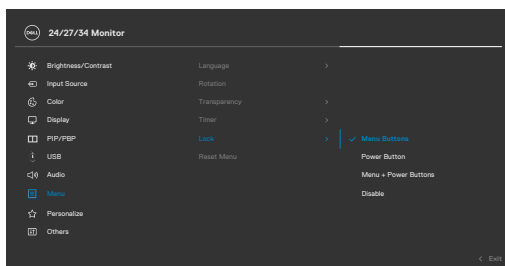 DELL 24/27/34 Monitor
Brightness/Contrast Language >
Input Source Rotation
Color Transparency >
Display Timer >
PIP/PBP Lock > ✓ Menu Buttons
USB Reset Menu Power Button
Audio Menu + Power Buttons
Menu Disable
Personalize
Others
< Exit